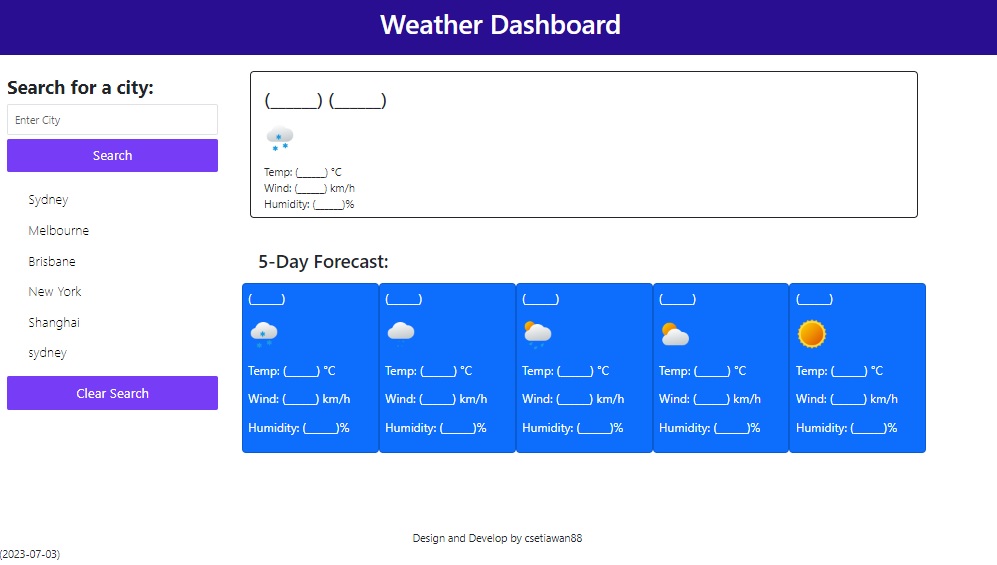 Weather Dashboard
Search for a city:
Enter City
Search
Sydney
Melbourne
Brisbane
New York
Shanghai
sydney
Clear Search
(______) (______)
Temp: (_____) °C
Wind: (_____) km/h
Humidity: (_____)%
5-Day Forecast:
(_____)
Temp: (_____) °C
Wind: (_____) km/h
Humidity: (_____)%
(_____)
Temp: (_____) °C
Wind: (_____) km/h
Humidity: (_____)%
(_____)
Temp: (_____) °C
Wind: (_____) km/h
Humidity: (_____)%
(_____)
Temp: (_____) °C
Wind: (_____) km/h
Humidity: (_____)%
(_____)
Temp: (_____) °C
Wind: (_____) km/h
Humidity: (_____)%
Design and Develop by csetiawan88
(2023-07-03)